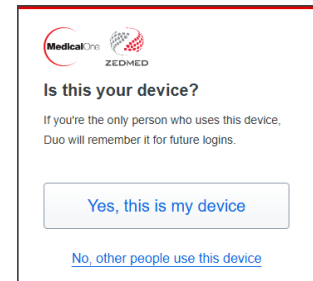 MedicalOne
ZEDMED
Is this your device?
If you're the only person who uses this device,
Duo will remember it for future logins.
Yes, this is my device
No, other people use this device